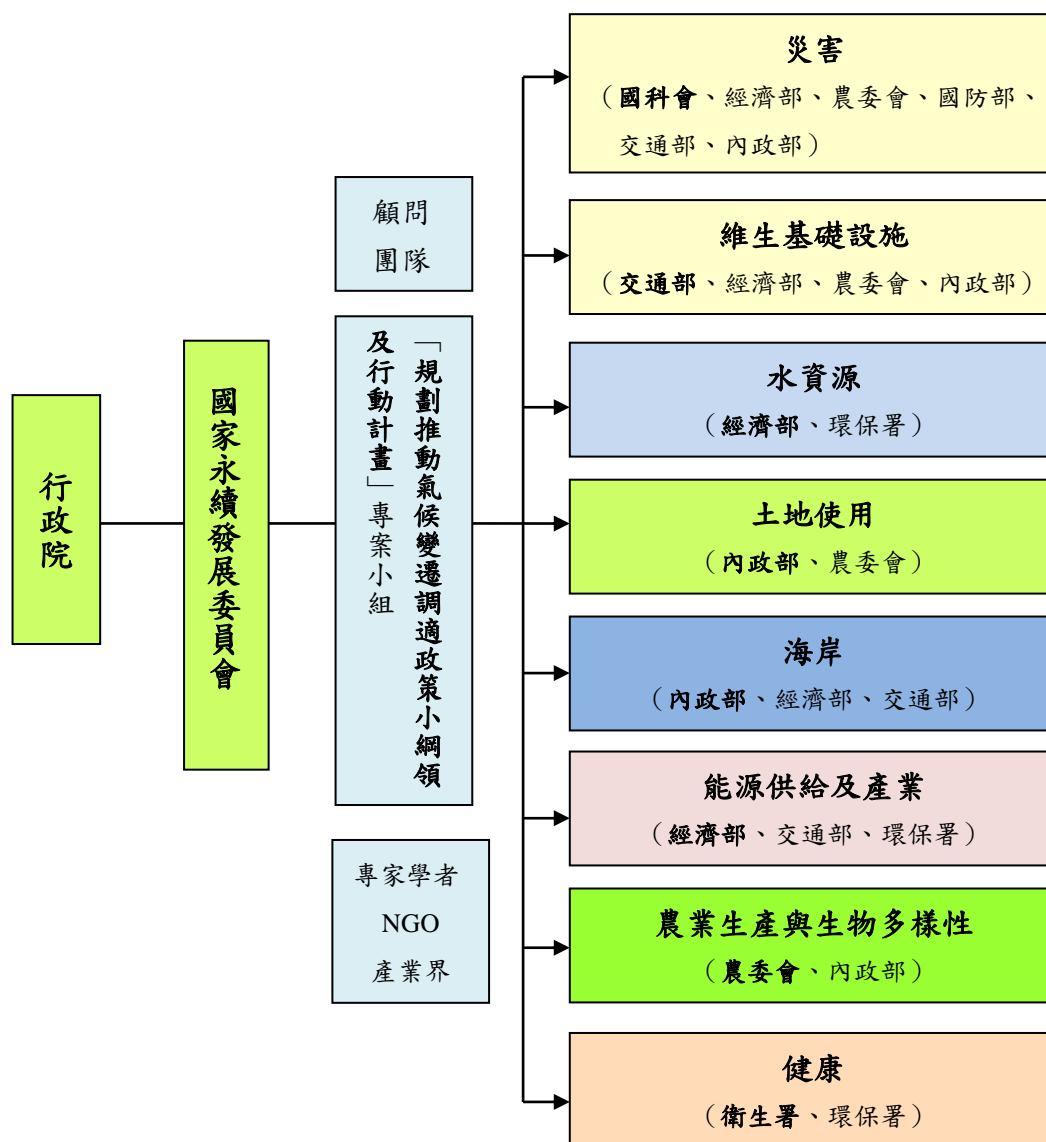 行政院
國家永續發展委員會
顧問
團隊
「規劃推動氣候變遷調適政策小綱領
及行動計畫」專案小組
專家學者
NGO
產業界
災害
（國科會、經濟部、農委會、國防部、
交通部、內政部）
維生基礎設施
（交通部、經濟部、農委會、內政部）
水資源
（經濟部、環保署）
土地使用
（內政部、農委會）
海岸
（內政部、經濟部、交通部）
能源供給及產業
（經濟部、交通部、環保署）
農業生產與生物多樣性
（農委會、內政部）
健康
（衛生署、環保署）